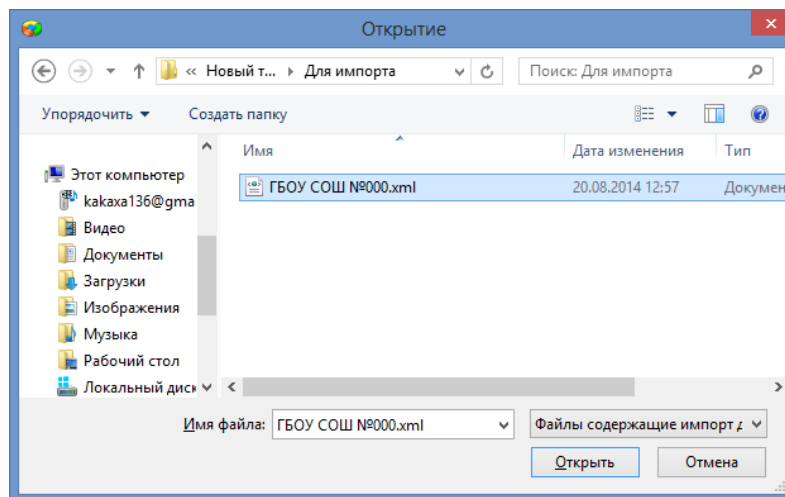 Открытие
« Новый т... Для импорта
Поиск: Для импорта
Упорядочить
Создать папку
Имя
Дата изменения
Тип
Этот компьютер
kakaxa136@gma
Видео
Документы
Загрузки
Изображения
Музыка
Рабочий стол
Локальный диск
ГБОУ СОШ №000.xml
20.08.2014 12:57
Докумен
Имя файла:
ГБОУ СОШ №000.xml
Файлы содержащие импорт д
Открыть
Отмена